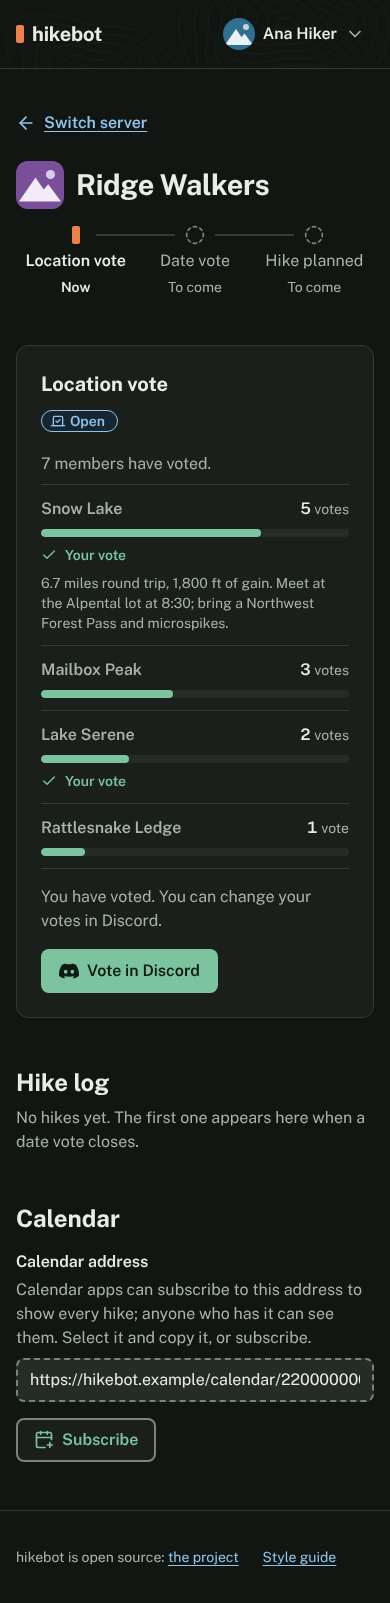 hikebot
Ana Hiker
Switch server
Ridge Walkers
Location vote
Date vote
Hike planned
Now
To come
To come
Location vote
Open
7 members have voted.
Snow Lake
5 votes
Your vote
6.7 miles round trip, 1,800 ft of gain. Meet at
the Alpental lot at 8:30; bring a Northwest
Forest Pass and microspikes.
Mailbox Peak
3 votes
Lake Serene
2 votes
Your vote
Rattlesnake Ledge
1 vote
You have voted. You can change your
votes in Discord.
Vote in Discord
Hike log
No hikes yet. The first one appears here when a
date vote closes.
Calendar
Calendar address
Calendar apps can subscribe to this address to
show every hike; anyone who has it can see
them. Select it and copy it, or subscribe.
https://hikebot.example/calendar/22000000
Subscribe
hikebot is open source: the project
Style guide